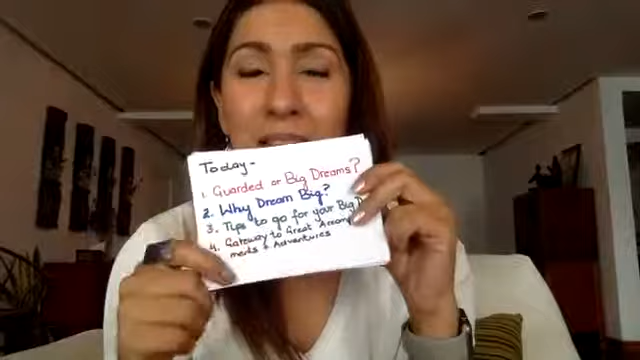 Today-
1. Guarded or Big Dreams?
2. Why Dream Big?
3. Tips to go for your Big
4. Gateway to Great
ments + Adventures